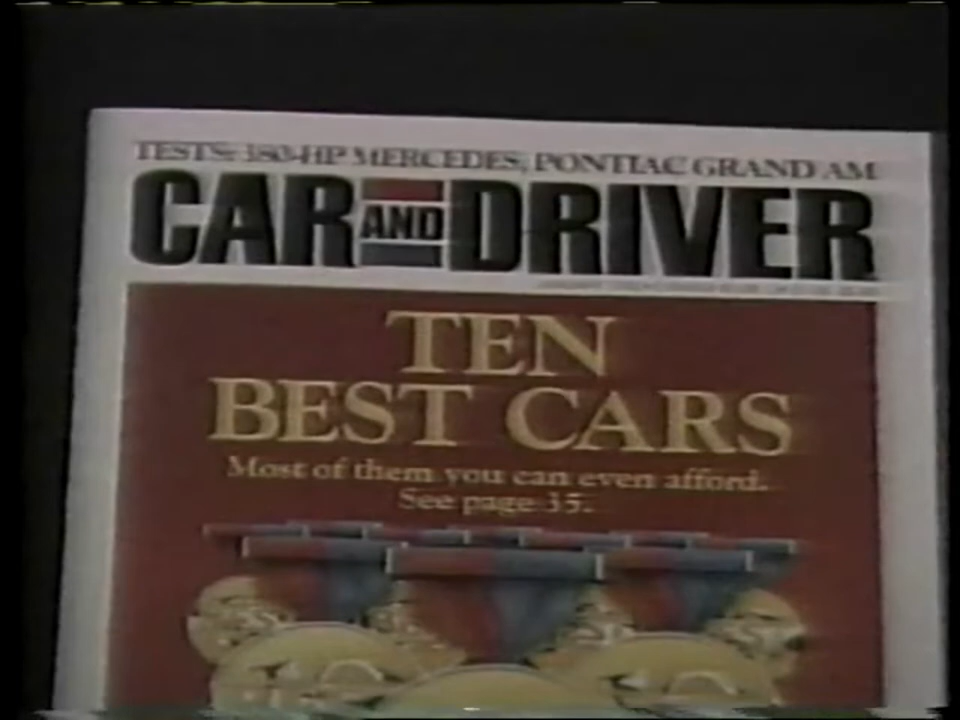 TESTS: 380-HP MERCEDES, PONTIAC GRAND AM
CAR AND DRIVER
TEN
BEST CARS
Most of them you can even afford.
See page 35.